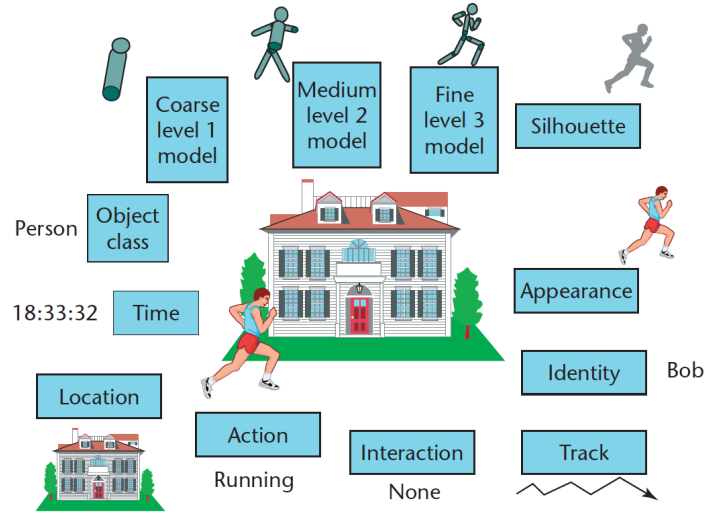 Coarse
level 1
model
Medium
level 2
model
Fine
level 3
model
Silhouette
Person
Object
class
18:33:32
Time
Appearance
Identity
Bob
Location
Action
Running
Interaction
None
Track